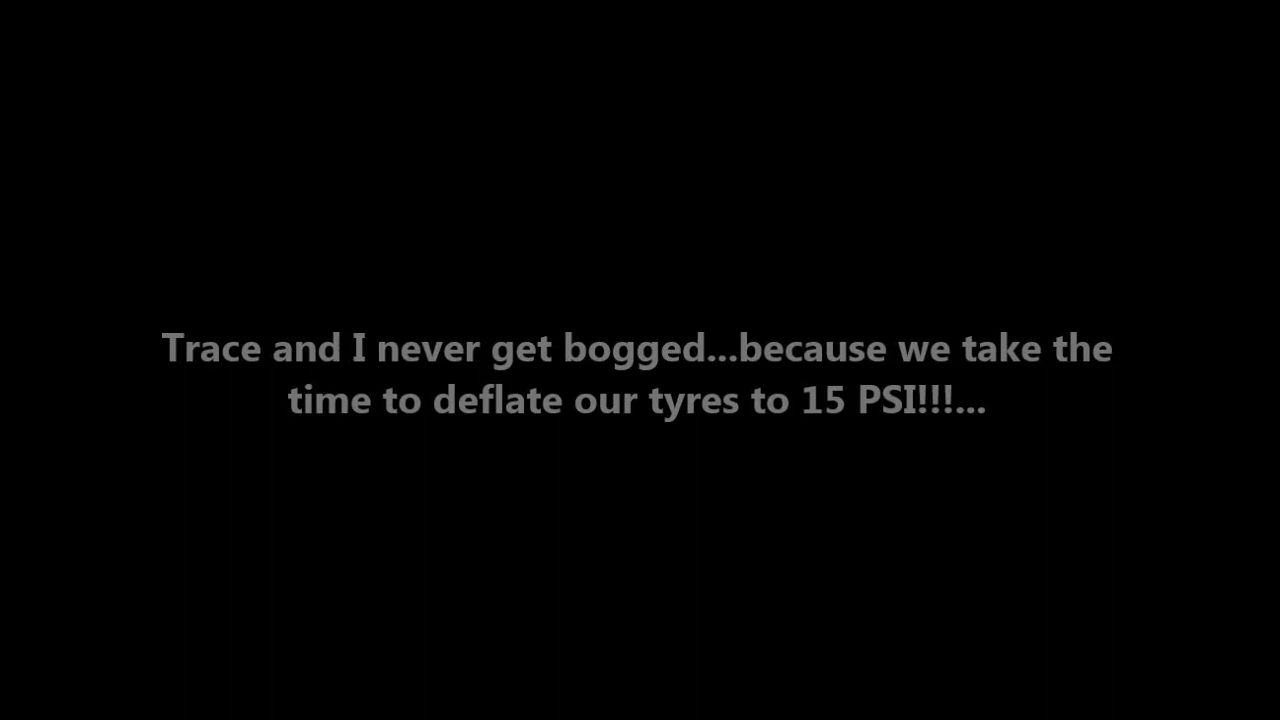 Trace and I never get bogged...because we take the
time to deflate our tyres to 15 PSI!!!...